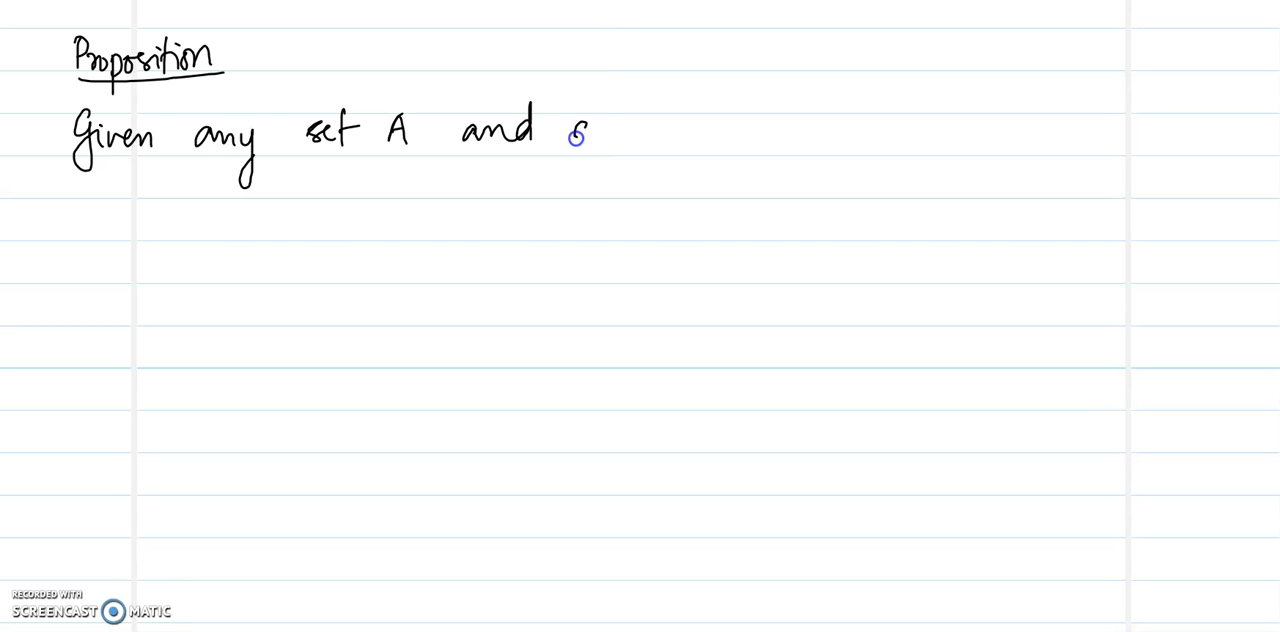 Proposition
Given any set A and
RECORDED WITH
SCREENCAST MATIC